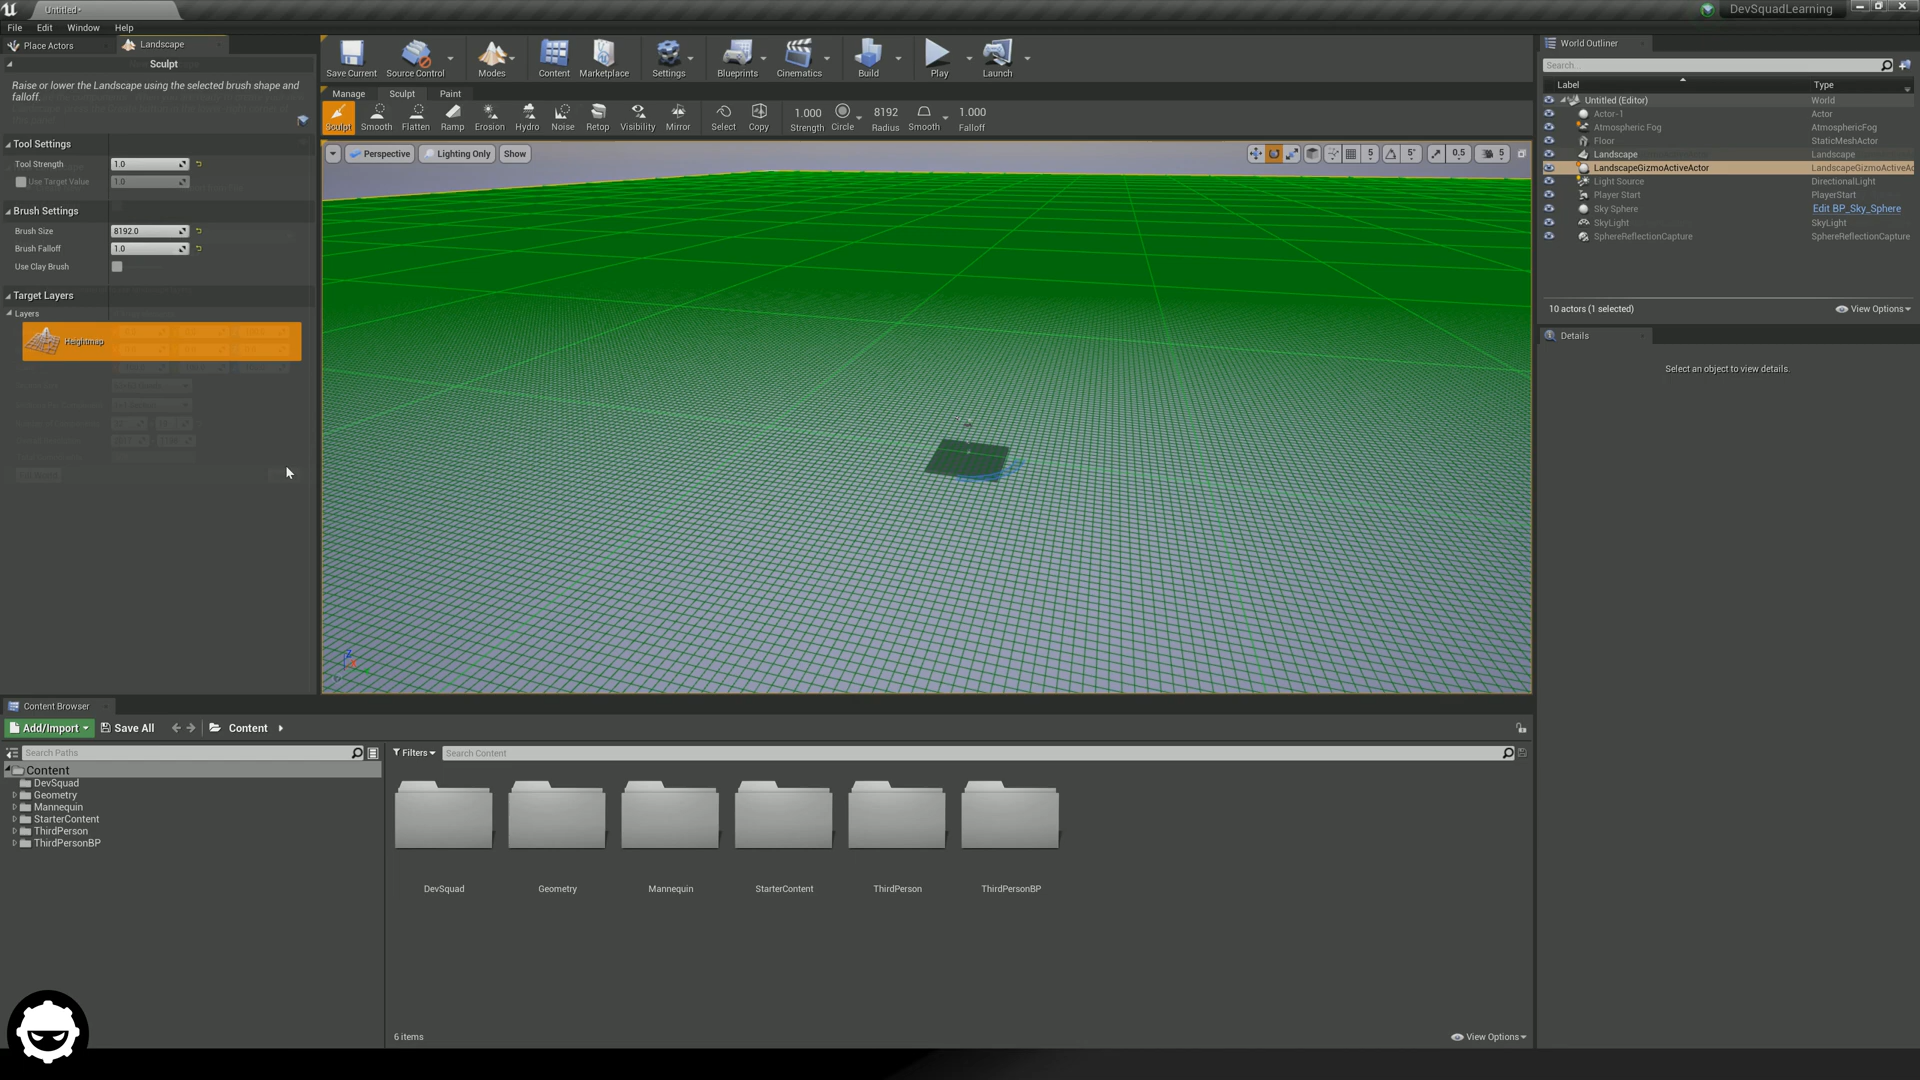 Untitled*
DevSquadLearning
File Edit Window Help
Place Actors
Landscape
Sculpt
Raise or lower the Landscape using the selected brush shape and falloff.
Tool Settings
Tool Strength 1.0
Use Target Value 1.0
Brush Settings
Brush Size 8192.0
Brush Falloff 1.0
Use Clay Brush
Target Layers
Layers
Heightmap
Save Current Source Control Modes Content Marketplace Settings Blueprints Cinematics Build Play Launch
Manage Sculpt Paint
Sculpt Smooth Flatten Ramp Erosion Hydro Noise Retop Visibility Mirror Select Copy
1.000 Strength
Circle
8192 Radius
Smooth
1.000 Falloff
Perspective Lighting Only Show
5 5° 0.5 5
Z X
World Outliner
Search...
Label Type
Untitled (Editor) World
Actor-1 Actor
Atmospheric Fog AtmosphericFog
Floor StaticMeshActor
Landscape Landscape
LandscapeGizmoActiveActor LandscapeGizmoActiveAc
Light Source DirectionalLight
Player Start PlayerStart
Sky Sphere Edit BP_Sky_Sphere
SkyLight SkyLight
SphereReflectionCapture SphereReflectionCapture
10 actors (1 selected) View Options
Details
Select an object to view details.
Content Browser
Add/Import Save All Content
Search Paths
Content
DevSquad
Geometry
Mannequin
StarterContent
ThirdPerson
ThirdPersonBP
Filters Search Content
DevSquad Geometry Mannequin StarterContent ThirdPerson ThirdPersonBP
6 items View Options